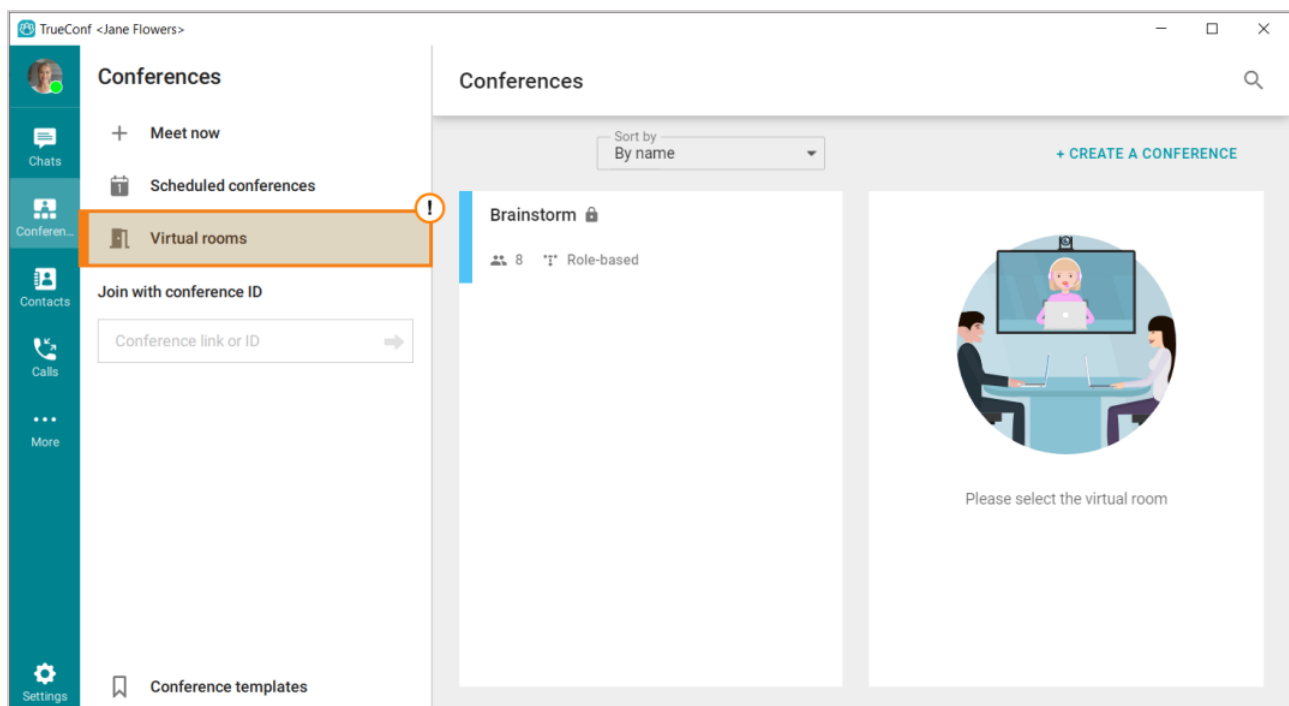 TrueConf <Jane Flowers>
Conferences
Meet now
Scheduled conferences
!
Virtual rooms
Join with conference ID
Conference link or ID
Conference templates
Chats
Conferen...
Contacts
Calls
More
Settings
Conferences
Sort by
By name
+ CREATE A CONFERENCE
Brainstorm
8 Role-based
Please select the virtual room
1